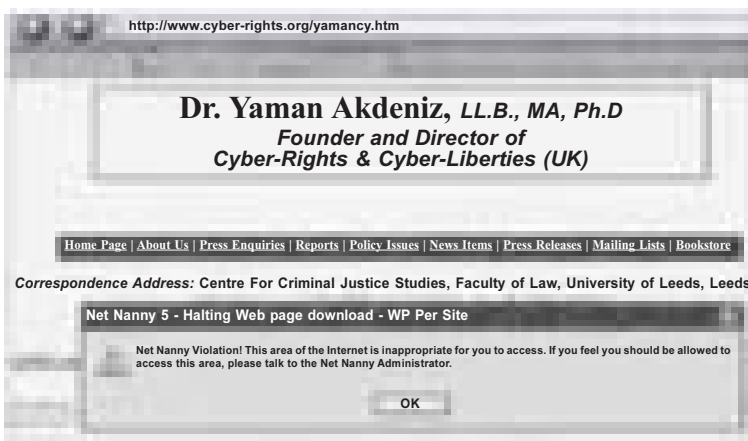 http://www.cyber-rights.org/yamancy.htm
Dr. Yaman Akdeniz, LL.B., MA, Ph.D
Founder and Director of
Cyber-Rights & Cyber-Liberties (UK)
Home Page | About Us | Press Enquiries | Reports | Policy Issues | News Items | Press Releases | Mailing Lists | Bookstore
Correspondence Address: Centre For Criminal Justice Studies, Faculty of Law, University of Leeds, Leeds
Net Nanny 5 - Halting Web page download - WP Per Site
Net Nanny Violation! This area of the Internet is inappropriate for you to access. If you feel you should be allowed to
access this area, please talk to the Net Nanny Administrator.
OK